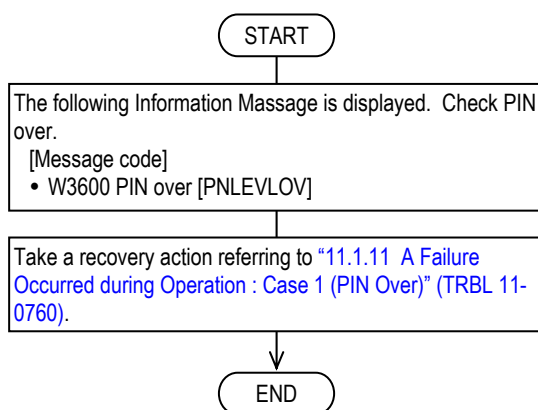 START
The following Information Massage is displayed.  Check PIN
over.
[Message code]
• W3600 PIN over [PNLEVLOV]
Take a recovery action referring to “11.1.11  A Failure
Occurred during Operation : Case 1 (PIN Over)” (TRBL 11-
0760).
END